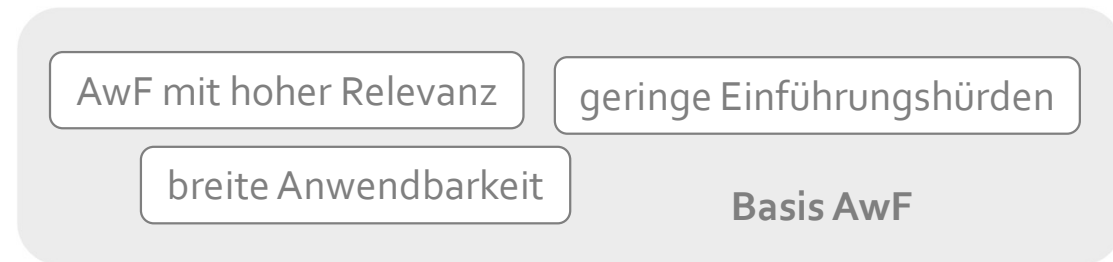 AwF mit hoher Relevanz
geringe Einführungshürden
breite Anwendbarkeit
Basis AwF